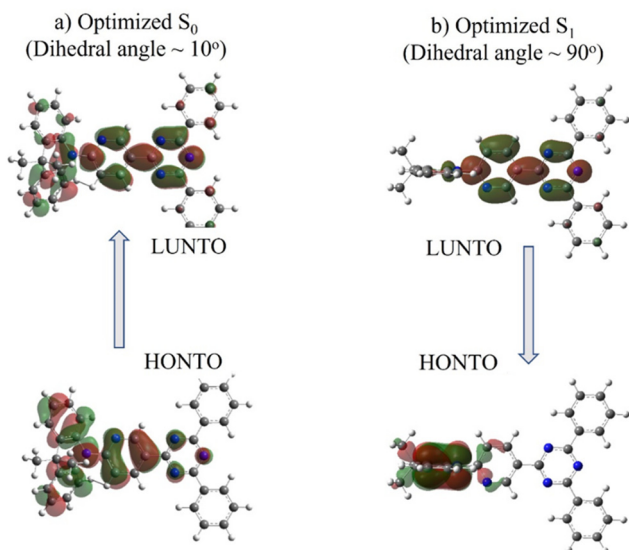 a) Optimized S₀
(Dihedral angle ~ 10°)
LUNTO
HONTO
b) Optimized S₁
(Dihedral angle ~ 90°)
LUNTO
HONTO